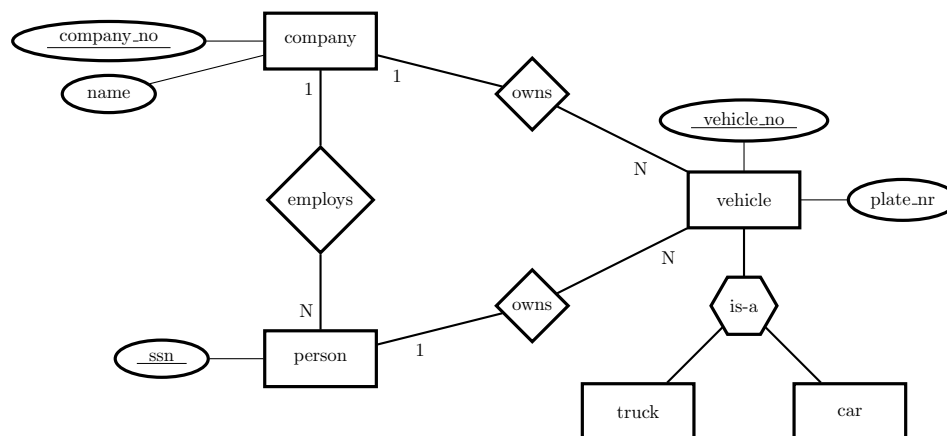 company_no
company
name
1
1
owns
vehicle_no
N
employs
vehicle
plate_nr
N
owns
is-a
N
1
ssn
person
truck
car